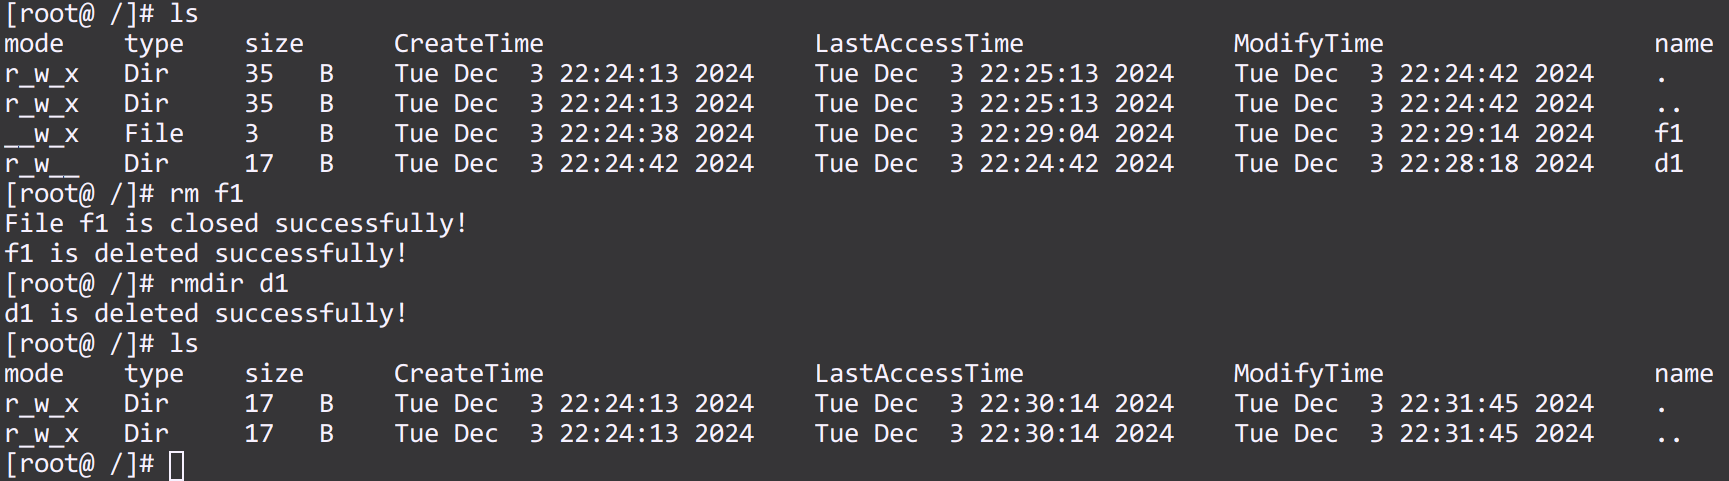 [root@ /]# ls
mode    type    size      CreateTime                  LastAccessTime              ModifyTime                  name
r_w_x   Dir     35   B    Tue Dec  3 22:24:13 2024    Tue Dec  3 22:25:13 2024    Tue Dec  3 22:24:42 2024    .
r_w_x   Dir     35   B    Tue Dec  3 22:24:13 2024    Tue Dec  3 22:25:13 2024    Tue Dec  3 22:24:42 2024    ..
__w_x   File    3    B    Tue Dec  3 22:24:38 2024    Tue Dec  3 22:29:04 2024    Tue Dec  3 22:29:14 2024    f1
r_w__   Dir     17   B    Tue Dec  3 22:24:42 2024    Tue Dec  3 22:24:42 2024    Tue Dec  3 22:28:18 2024    d1
[root@ /]# rm f1
File f1 is closed successfully!
f1 is deleted successfully!
[root@ /]# rmdir d1
d1 is deleted successfully!
[root@ /]# ls
mode    type    size      CreateTime                  LastAccessTime              ModifyTime                  name
r_w_x   Dir     17   B    Tue Dec  3 22:24:13 2024    Tue Dec  3 22:30:14 2024    Tue Dec  3 22:31:45 2024    .
r_w_x   Dir     17   B    Tue Dec  3 22:24:13 2024    Tue Dec  3 22:30:14 2024    Tue Dec  3 22:31:45 2024    ..
[root@ /]#